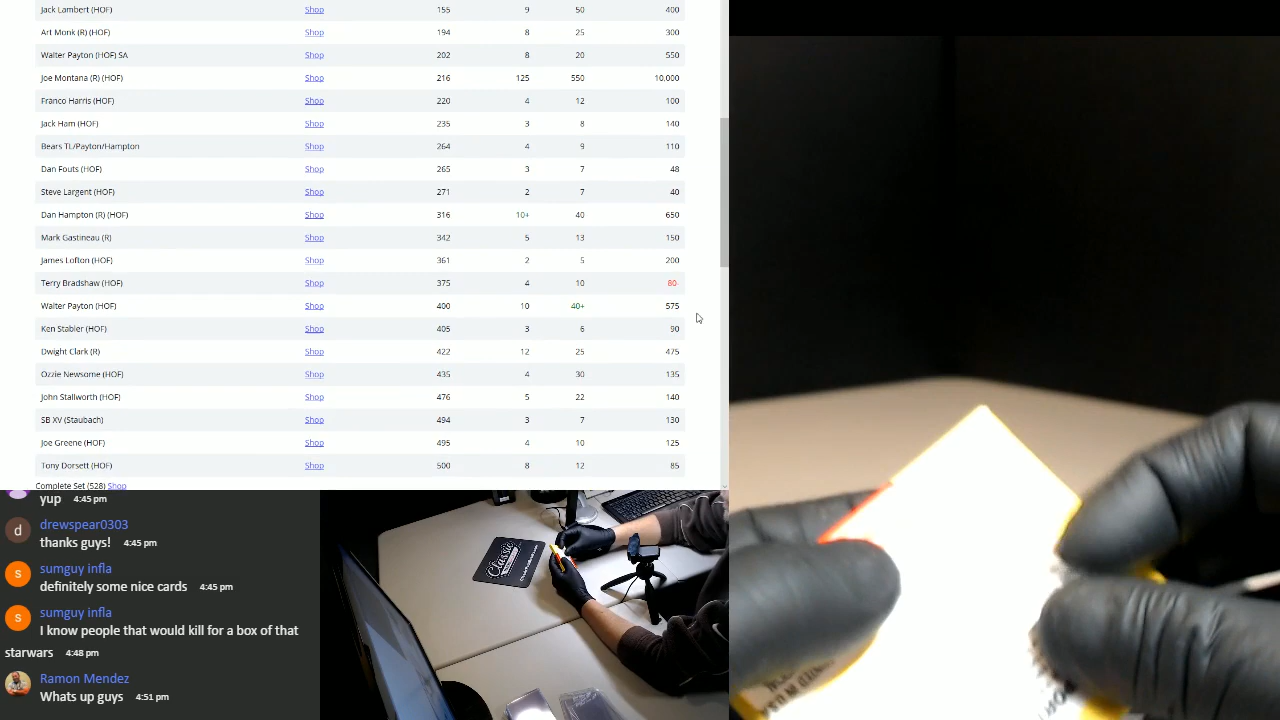 Jack Lambert (HOF) Shop 155 9 50 400
Art Monk (R) (HOF) Shop 194 8 25 300
Walter Payton (HOF) SA Shop 202 8 20 550
Joe Montana (R) (HOF) Shop 216 125 550 10,000
Franco Harris (HOF) Shop 220 4 12 100
Jack Ham (HOF) Shop 235 3 8 140
Bears TL/Payton/Hampton Shop 264 4 9 110
Dan Fouts (HOF) Shop 265 3 7 48
Steve Largent (HOF) Shop 271 2 7 40
Dan Hampton (R) (HOF) Shop 316 10+ 40 650
Mark Gastineau (R) Shop 342 5 13 150
James Lofton (HOF) Shop 361 2 5 200
Terry Bradshaw (HOF) Shop 375 4 10 80-
Walter Payton (HOF) Shop 400 10 40+ 575
Ken Stabler (HOF) Shop 405 3 6 90
Dwight Clark (R) Shop 422 12 25 475
Ozzie Newsome (HOF) Shop 435 4 30 135
John Stallworth (HOF) Shop 476 5 22 140
SB XV (Staubach) Shop 494 3 7 130
Joe Greene (HOF) Shop 495 4 10 125
Tony Dorsett (HOF) Shop 500 8 12 85
Complete Set (528) Shop
yup 4:45 pm
d drewspear0303
thanks guys! 4:45 pm
s sumguy infla
definitely some nice cards 4:45 pm
s sumguy infla
I know people that would kill for a box of that
starwars 4:48 pm
Ramon Mendez
Whats up guys 4:51 pm
Classic